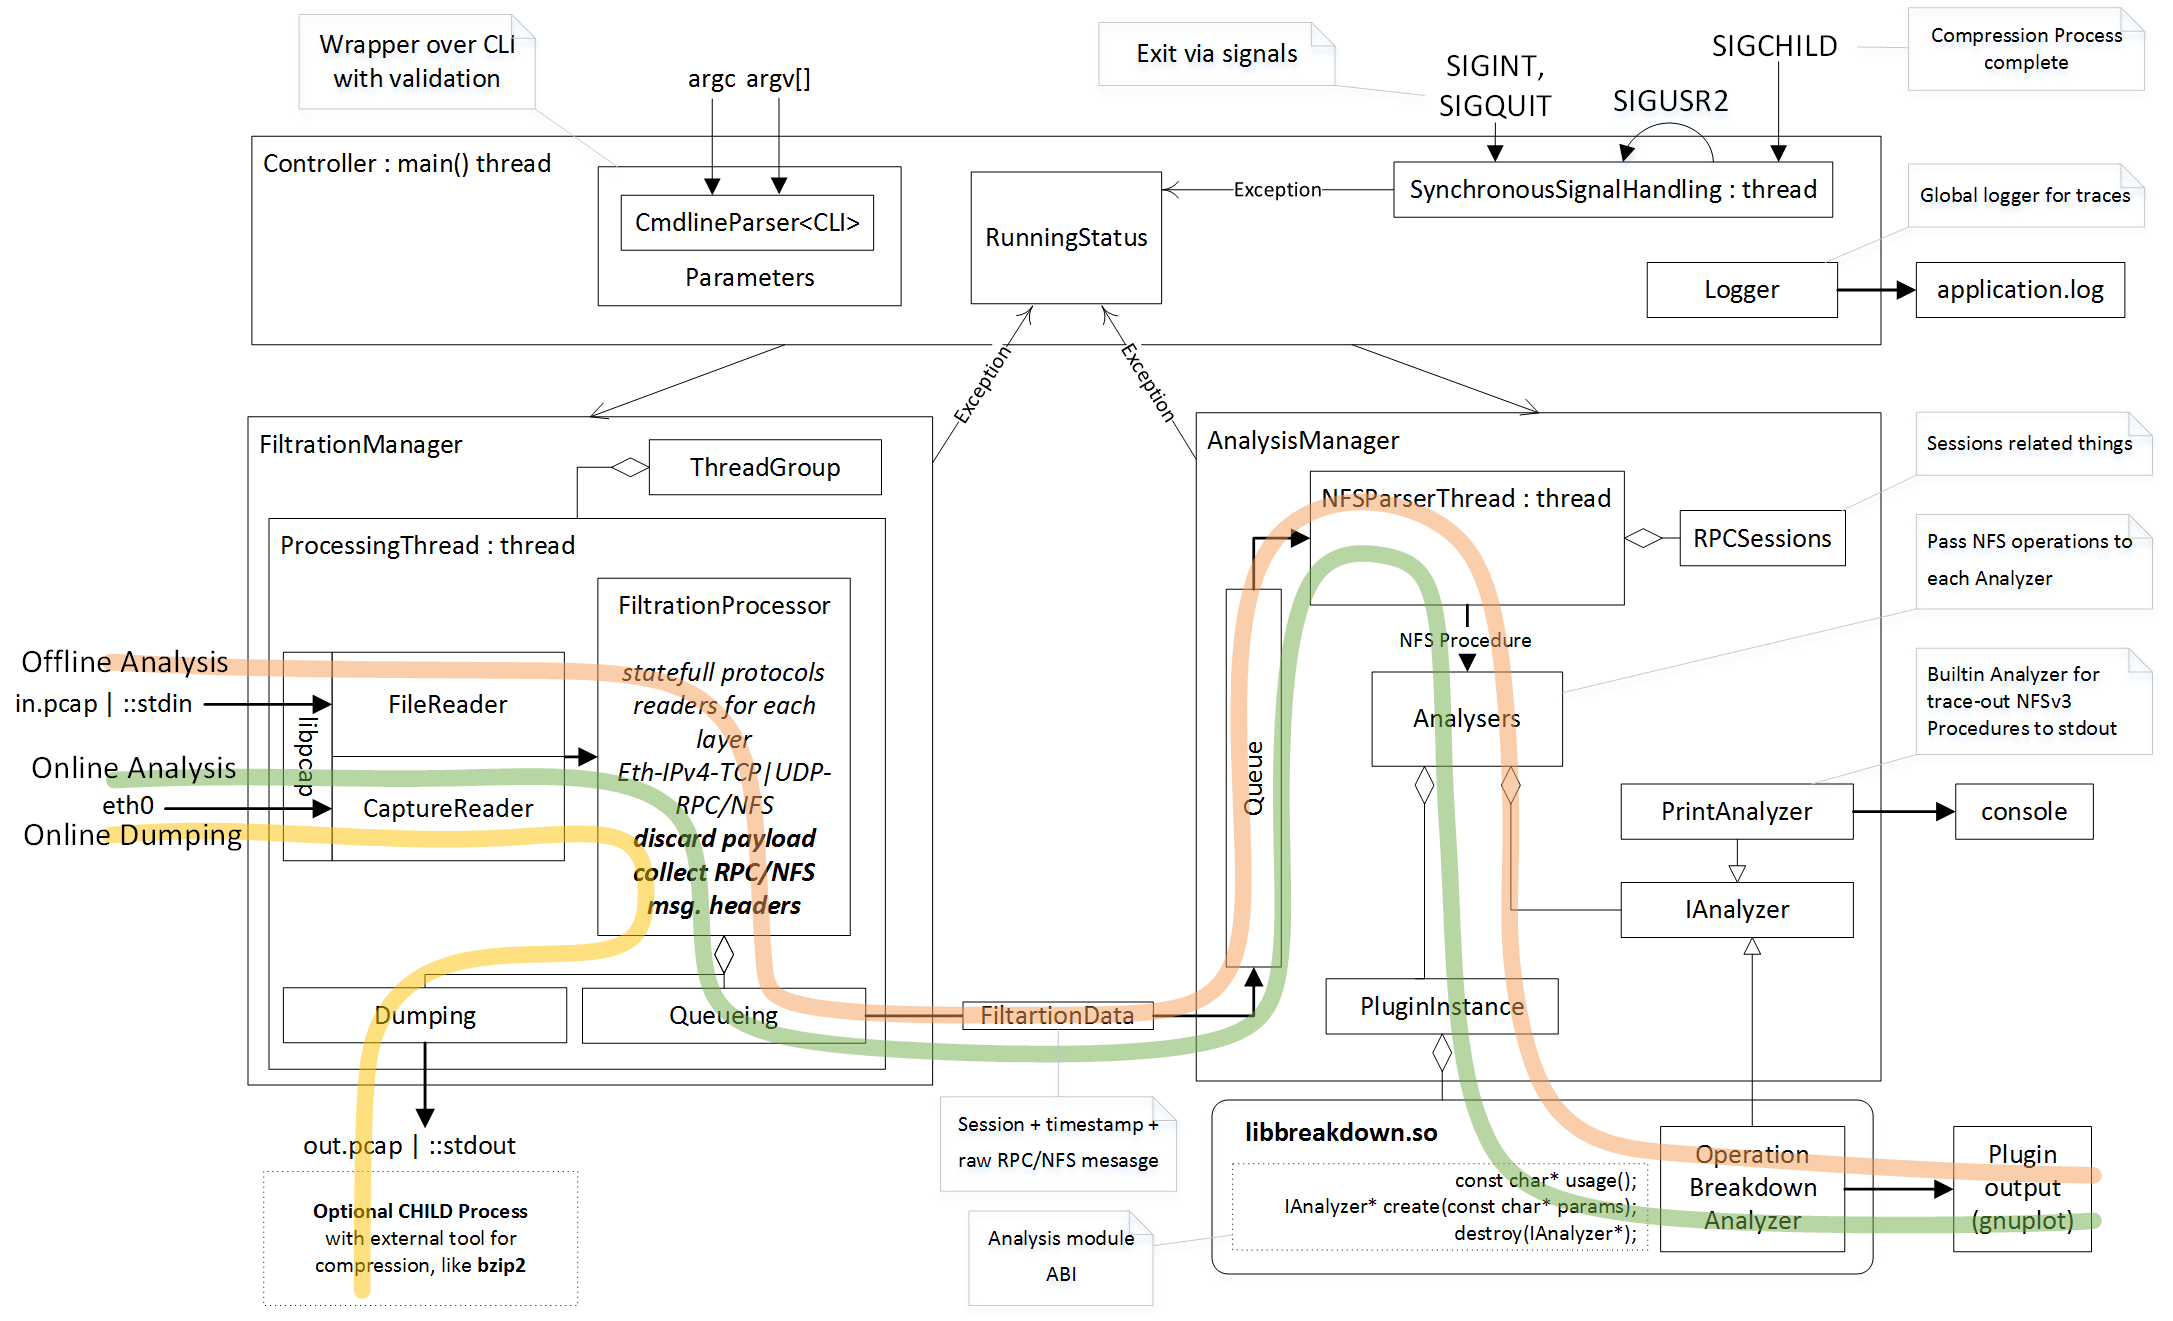 Wrapper over CLI
with validation
argc argv[]
Exit via signals
SIGINT,
SIGQUIT
SIGUSR2
SIGCHILD
Compression Process
complete
Controller : main() thread
CmdlineParser<CLI>
Parameters
RunningStatus
Exception
SynchronousSignalHandling : thread
Global logger for traces
Logger
application.log
Exception
Exception
FiltrationManager
ThreadGroup
ProcessingThread : thread
FiltrationProcessor
statefull protocols
readers for each
layer
Eth-IPv4-TCP|UDP-
RPC/NFS
discard payload
collect RPC/NFS
msg. headers
Offline Analysis
in.pcap | ::stdin
Online Analysis
eth0
Online Dumping
libpcap
FileReader
CaptureReader
Dumping
Queueing
FiltartionData
out.pcap | ::stdout
Optional CHILD Process
with external tool for
compression, like bzip2
Session + timestamp +
raw RPC/NFS mesasge
Analysis module
ABI
AnalysisManager
NFSParserThread : thread
RPCSessions
Sessions related things
Pass NFS operations to
each Analyzer
Queue
NFS Procedure
Analysers
Builtin Analyzer for
trace-out NFSv3
Procedures to stdout
PrintAnalyzer
console
IAnalyzer
PluginInstance
libbreakdown.so
const char* usage();
IAnalyzer* create(const char* params);
destroy(IAnalyzer*);
Operation
Breakdown
Analyzer
Plugin
output
(gnuplot)